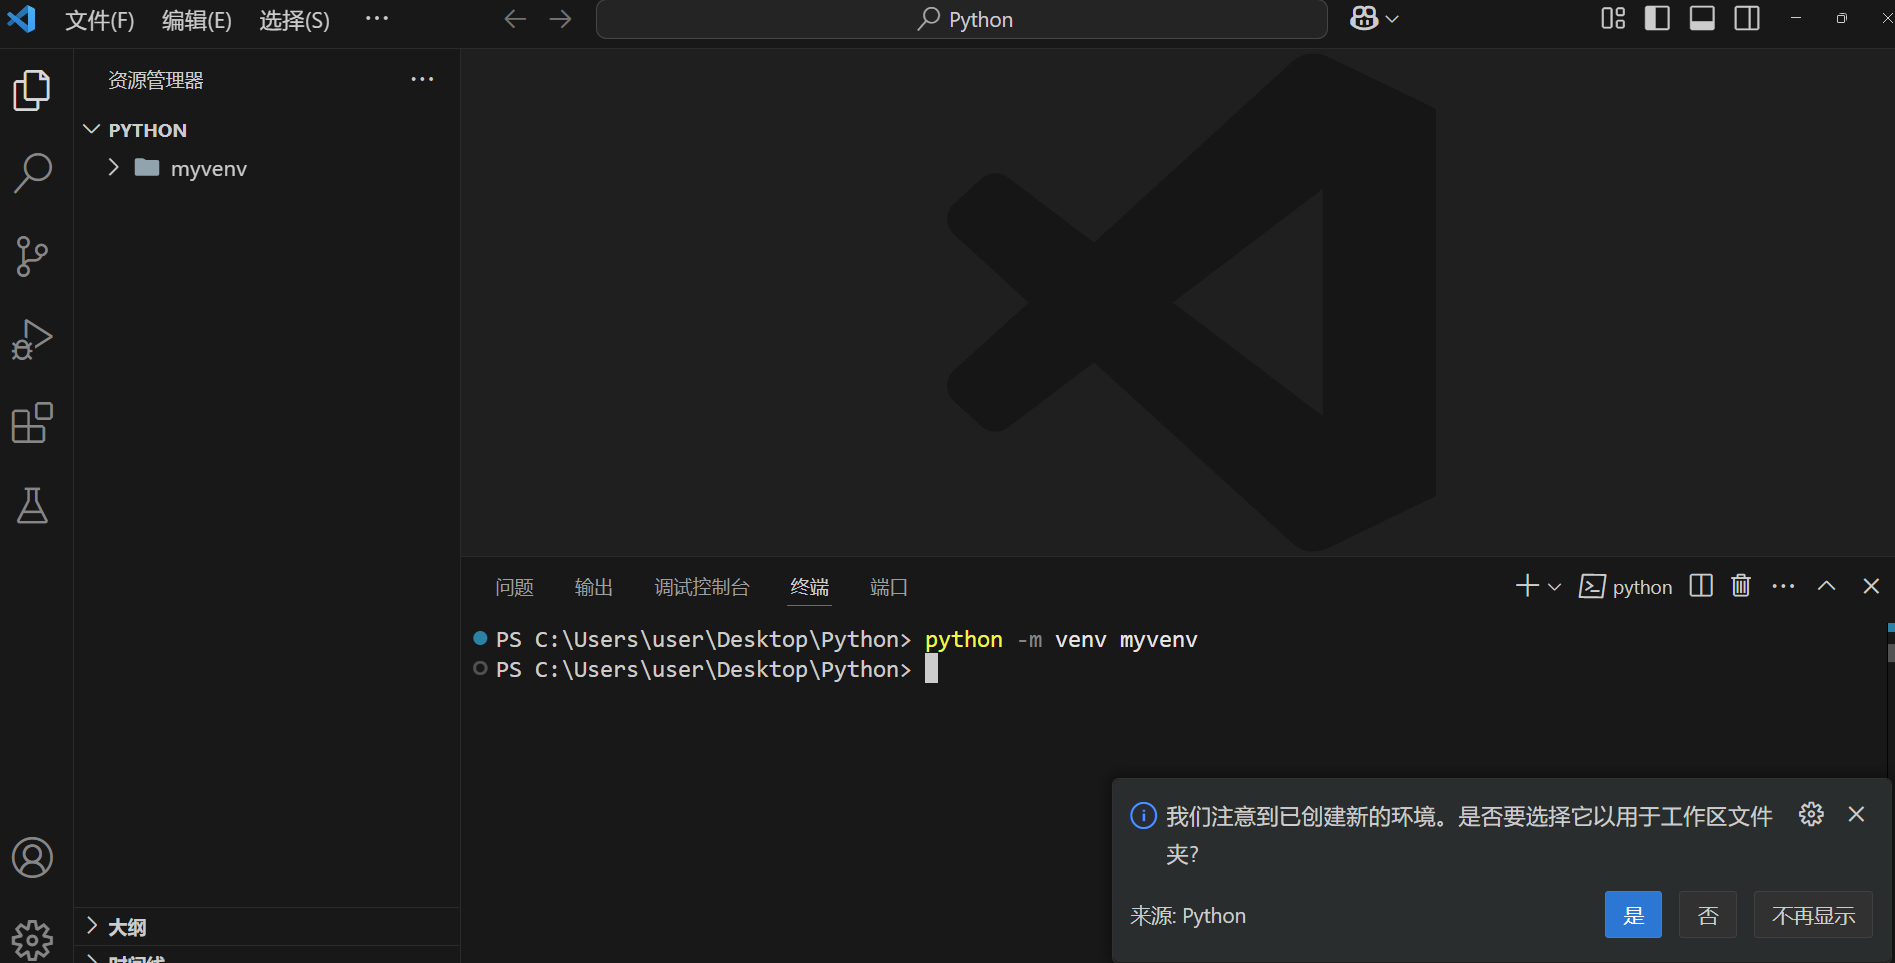 文件(F) 编辑(E) 选择(S) ··· Python
资源管理器 ···
PYTHON
myvenv
问题 输出 调试控制台 终端 端口 python ···
PS C:\Users\user\Desktop\Python> python -m venv myvenv
PS C:\Users\user\Desktop\Python>
我们注意到已创建新的环境。是否要选择它以用于工作区文件
夹?
来源: Python 是 否 不再显示
大纲
时间线